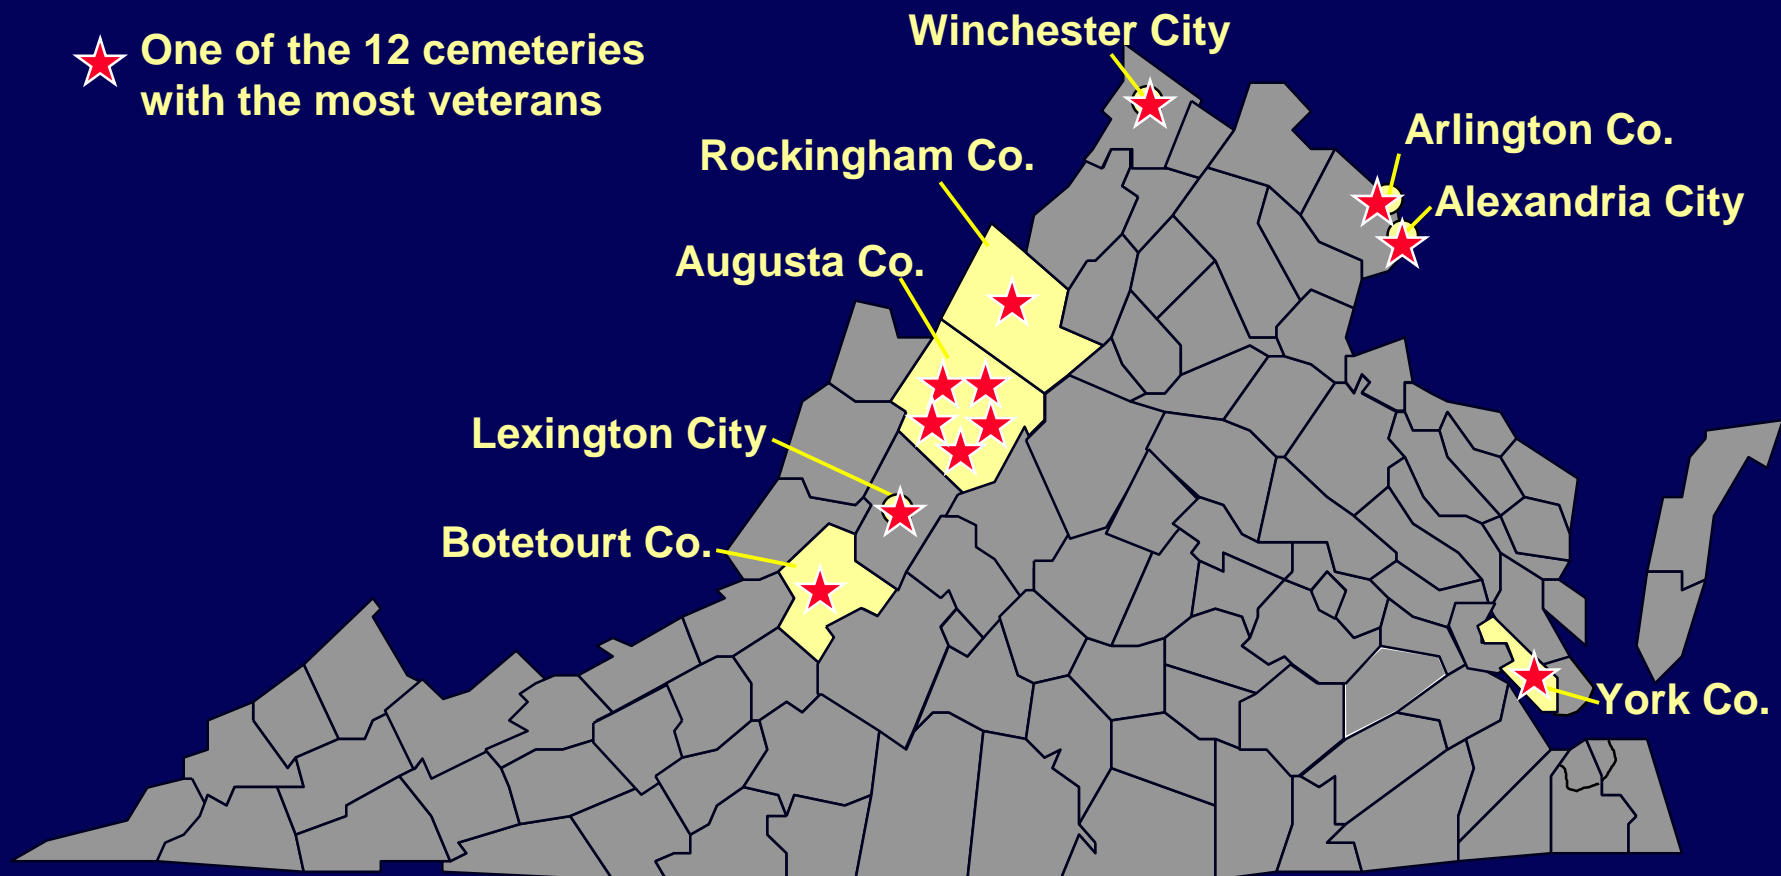 One of the 12 cemeteries
with the most veterans
Winchester City
Arlington Co.
Rockingham Co.
Alexandria City
Augusta Co.
Lexington City
Botetourt Co.
York Co.